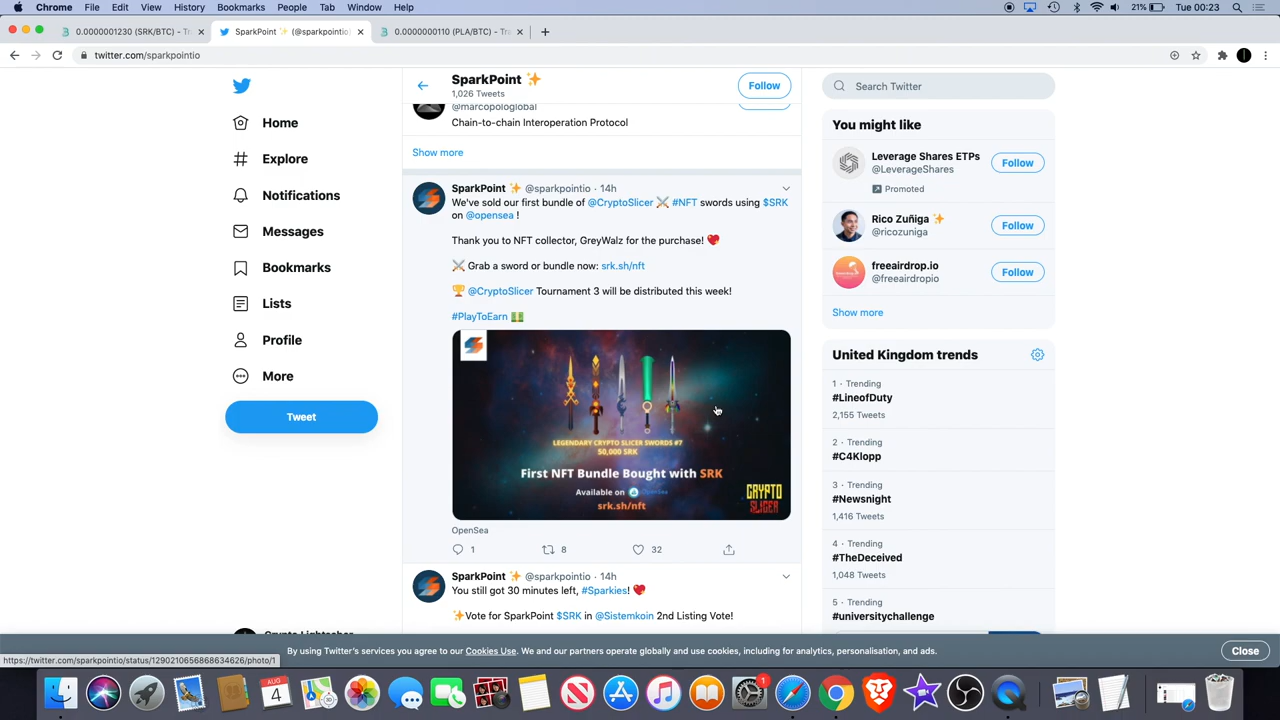 Chrome File Edit View History Bookmarks People Tab Window Help 21% Tue 00:23
0.0000001230 (SRK/BTC) - Tr SparkPoint ✨ (@sparkpointio) 0.0000000110 (PLA/BTC) - Tra
twitter.com/sparkpointio
SparkPoint ✨
1,026 Tweets
Follow
Search Twitter
Home
Explore
Notifications
Messages
Bookmarks
Lists
Profile
More
Tweet
@marcopologlobal
Chain-to-chain Interoperation Protocol
Show more
SparkPoint ✨ @sparkpointio · 14h
We've sold our first bundle of @CryptoSlicer ⚔️ #NFT swords using $SRK
on @opensea !
Thank you to NFT collector, GreyWalz for the purchase! 💖
⚔️ Grab a sword or bundle now: srk.sh/nft
🏆 @CryptoSlicer Tournament 3 will be distributed this week!
#PlayToEarn 💵
LEGENDARY CRYPTO SLICER SWORDS #7
50,000 SRK
First NFT Bundle Bought with SRK
Available on OpenSea
srk.sh/nft
CRYPTO
SLICER
OpenSea
1 8 32
SparkPoint ✨ @sparkpointio · 14h
You still got 30 minutes left, #Sparkies! 💖
✨Vote for SparkPoint $SRK in @Sistemkoin 2nd Listing Vote!
You might like
Leverage Shares ETPs
@LeverageShares
Promoted
Follow
Rico Zuñiga ✨
@ricozuniga
Follow
freeairdrop.io
@freeairdropio
Follow
Show more
United Kingdom trends
1 · Trending
#LineofDuty
2,155 Tweets
2 · Trending
#C4Klopp
3 · Trending
#Newsnight
1,416 Tweets
4 · Trending
#TheDeceived
1,048 Tweets
5 · Trending
#universitychallenge
By using Twitter's services you agree to our Cookies Use. We and our partners operate globally and use cookies, including for analytics, personalisation, and ads.
Close
https://twitter.com/sparkpointio/status/1290210656868634626/photo/1
AUG
4
1